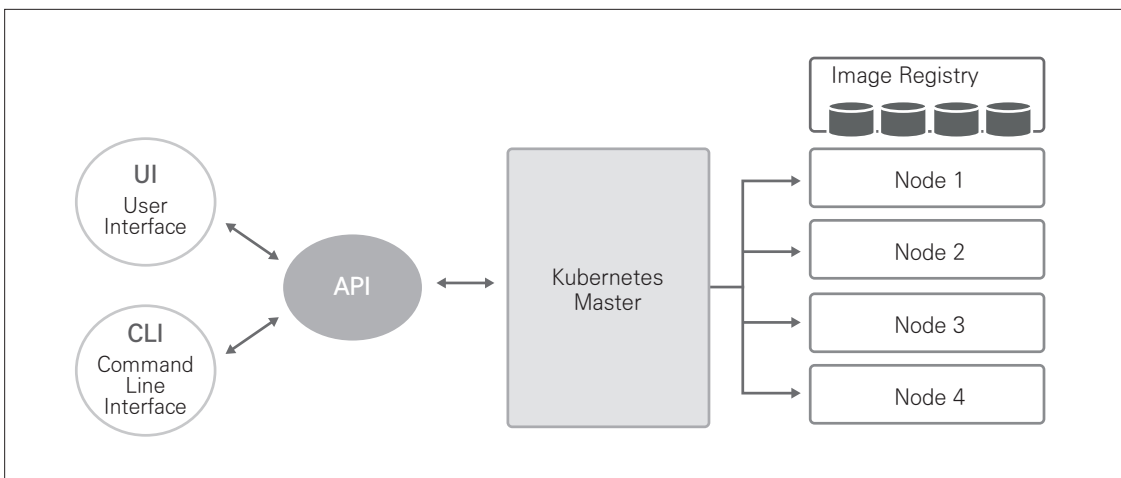 UI
User
Interface
CLI
Command
Line
Interface
API
Kubernetes
Master
Image Registry
Node 1
Node 2
Node 3
Node 4